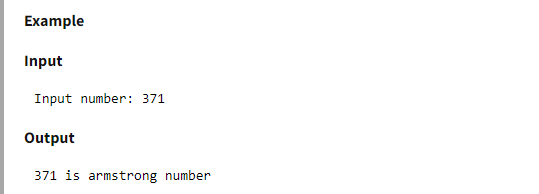 Example
Input
Input number: 371
Output
371 is armstrong number